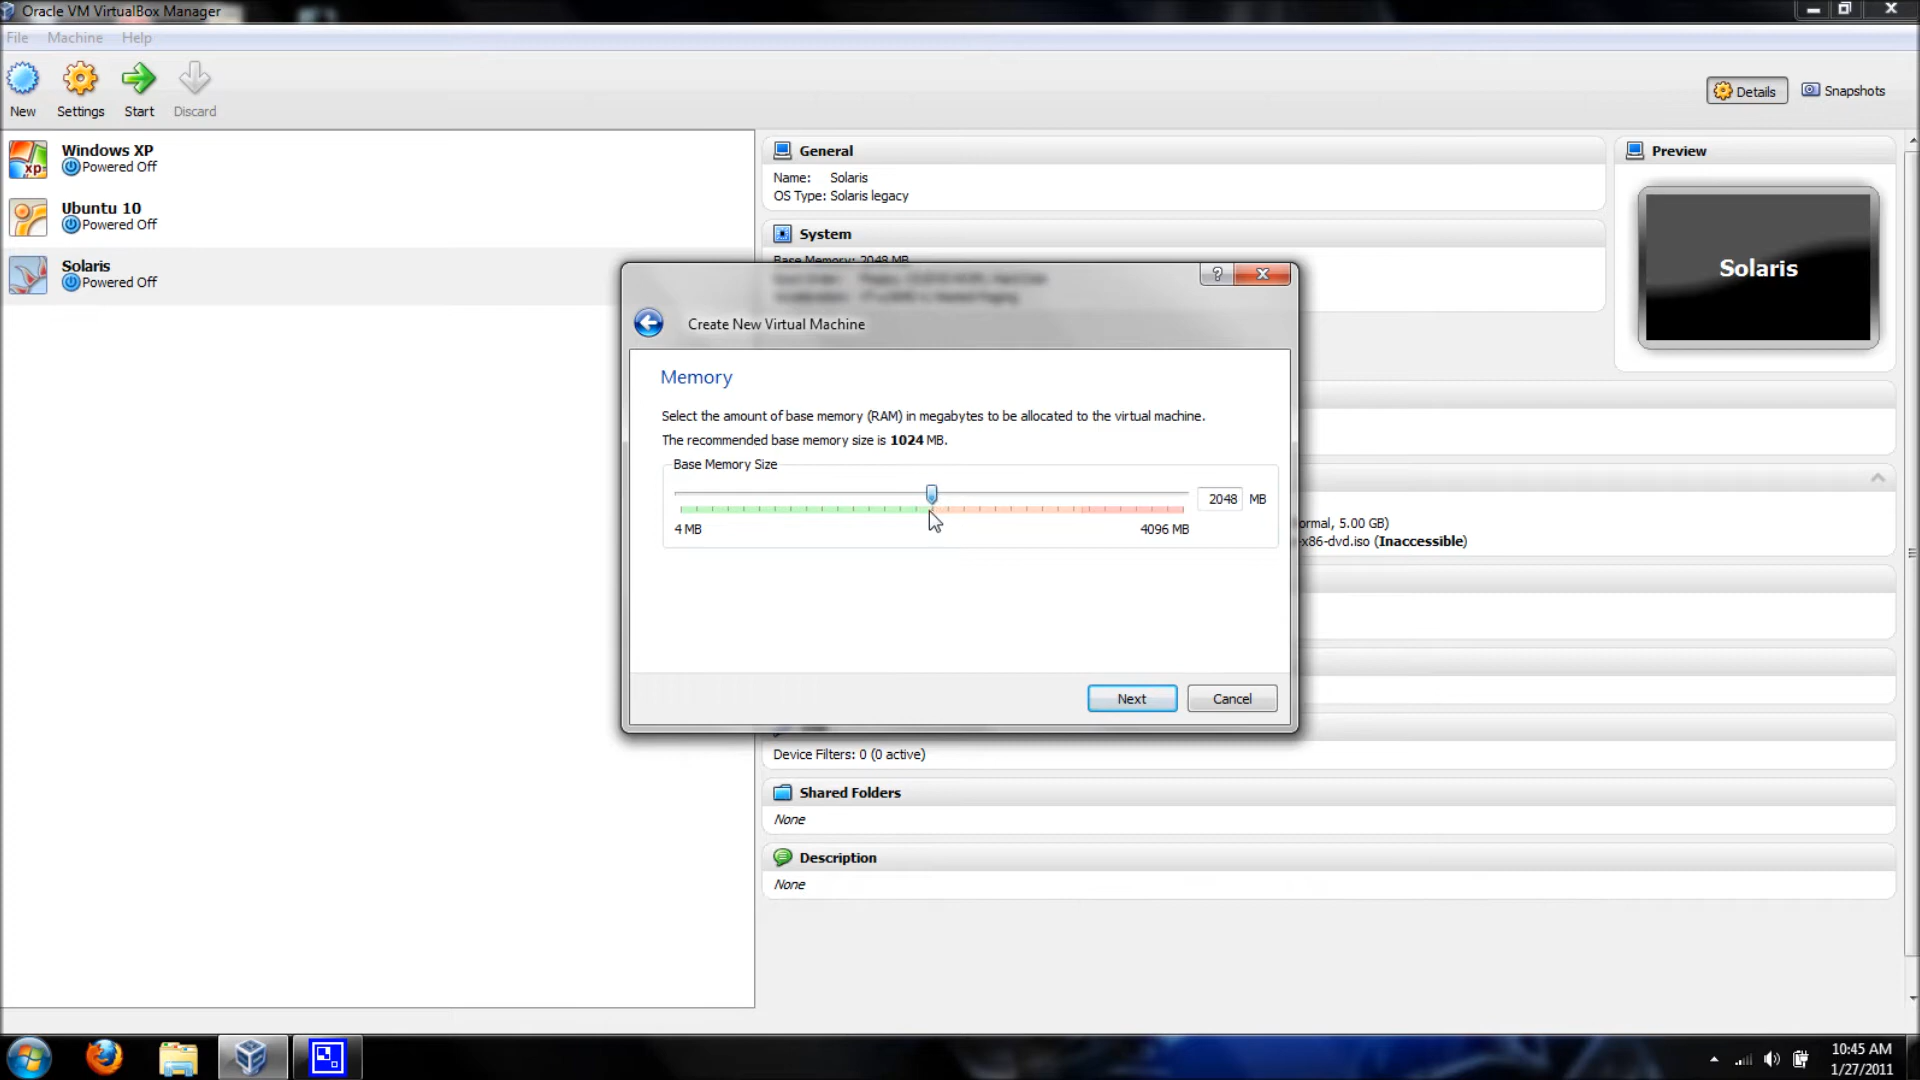 Oracle VM VirtualBox Manager
File Machine Help
New Settings Start Discard
Details Snapshots
Windows XP
Powered Off
Ubuntu 10
Powered Off
Solaris
Powered Off
General
Name: Solaris
OS Type: Solaris legacy
System
Base Memory: 2048 MB
Preview
Solaris
Create New Virtual Machine
Memory
Select the amount of base memory (RAM) in megabytes to be allocated to the virtual machine.
The recommended base memory size is 1024 MB.
Base Memory Size
2048 MB
4 MB 4096 MB
Next Cancel
ormal, 5.00 GB)
-x86-dvd.iso (Inaccessible)
Device Filters: 0 (0 active)
Shared Folders
None
Description
None
10:45 AM
1/27/2011